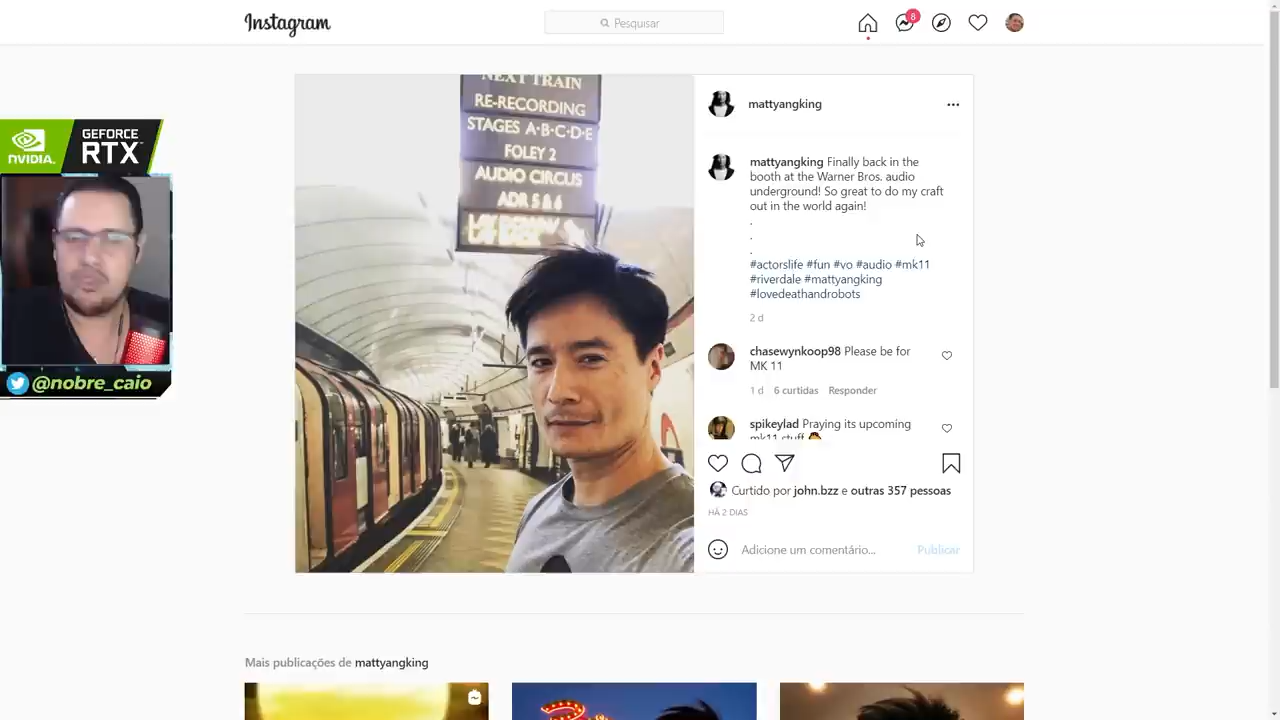 Instagram
Pesquisar
8
NVIDIA.
GEFORCE
RTX
@nobre_caio
NEXT TRAIN
RE-RECORDING
STAGES A·B·C·D·E
FOLEY 2
AUDIO CIRCUS
ADR 5 & 6
mattyangking
mattyangking Finally back in the
booth at the Warner Bros. audio
underground! So great to do my craft
out in the world again!
.
.
.
#actorslife #fun #vo #audio #mk11
#riverdale #mattyangking
#lovedeathandrobots
2 d
chasewynkoop98 Please be for
MK 11
1 d 6 curtidas Responder
spikeylad Praying its upcoming
mk11 stuff
Curtido por john.bzz e outras 357 pessoas
HÁ 2 DIAS
Adicione um comentário...
Publicar
Mais publicações de mattyangking